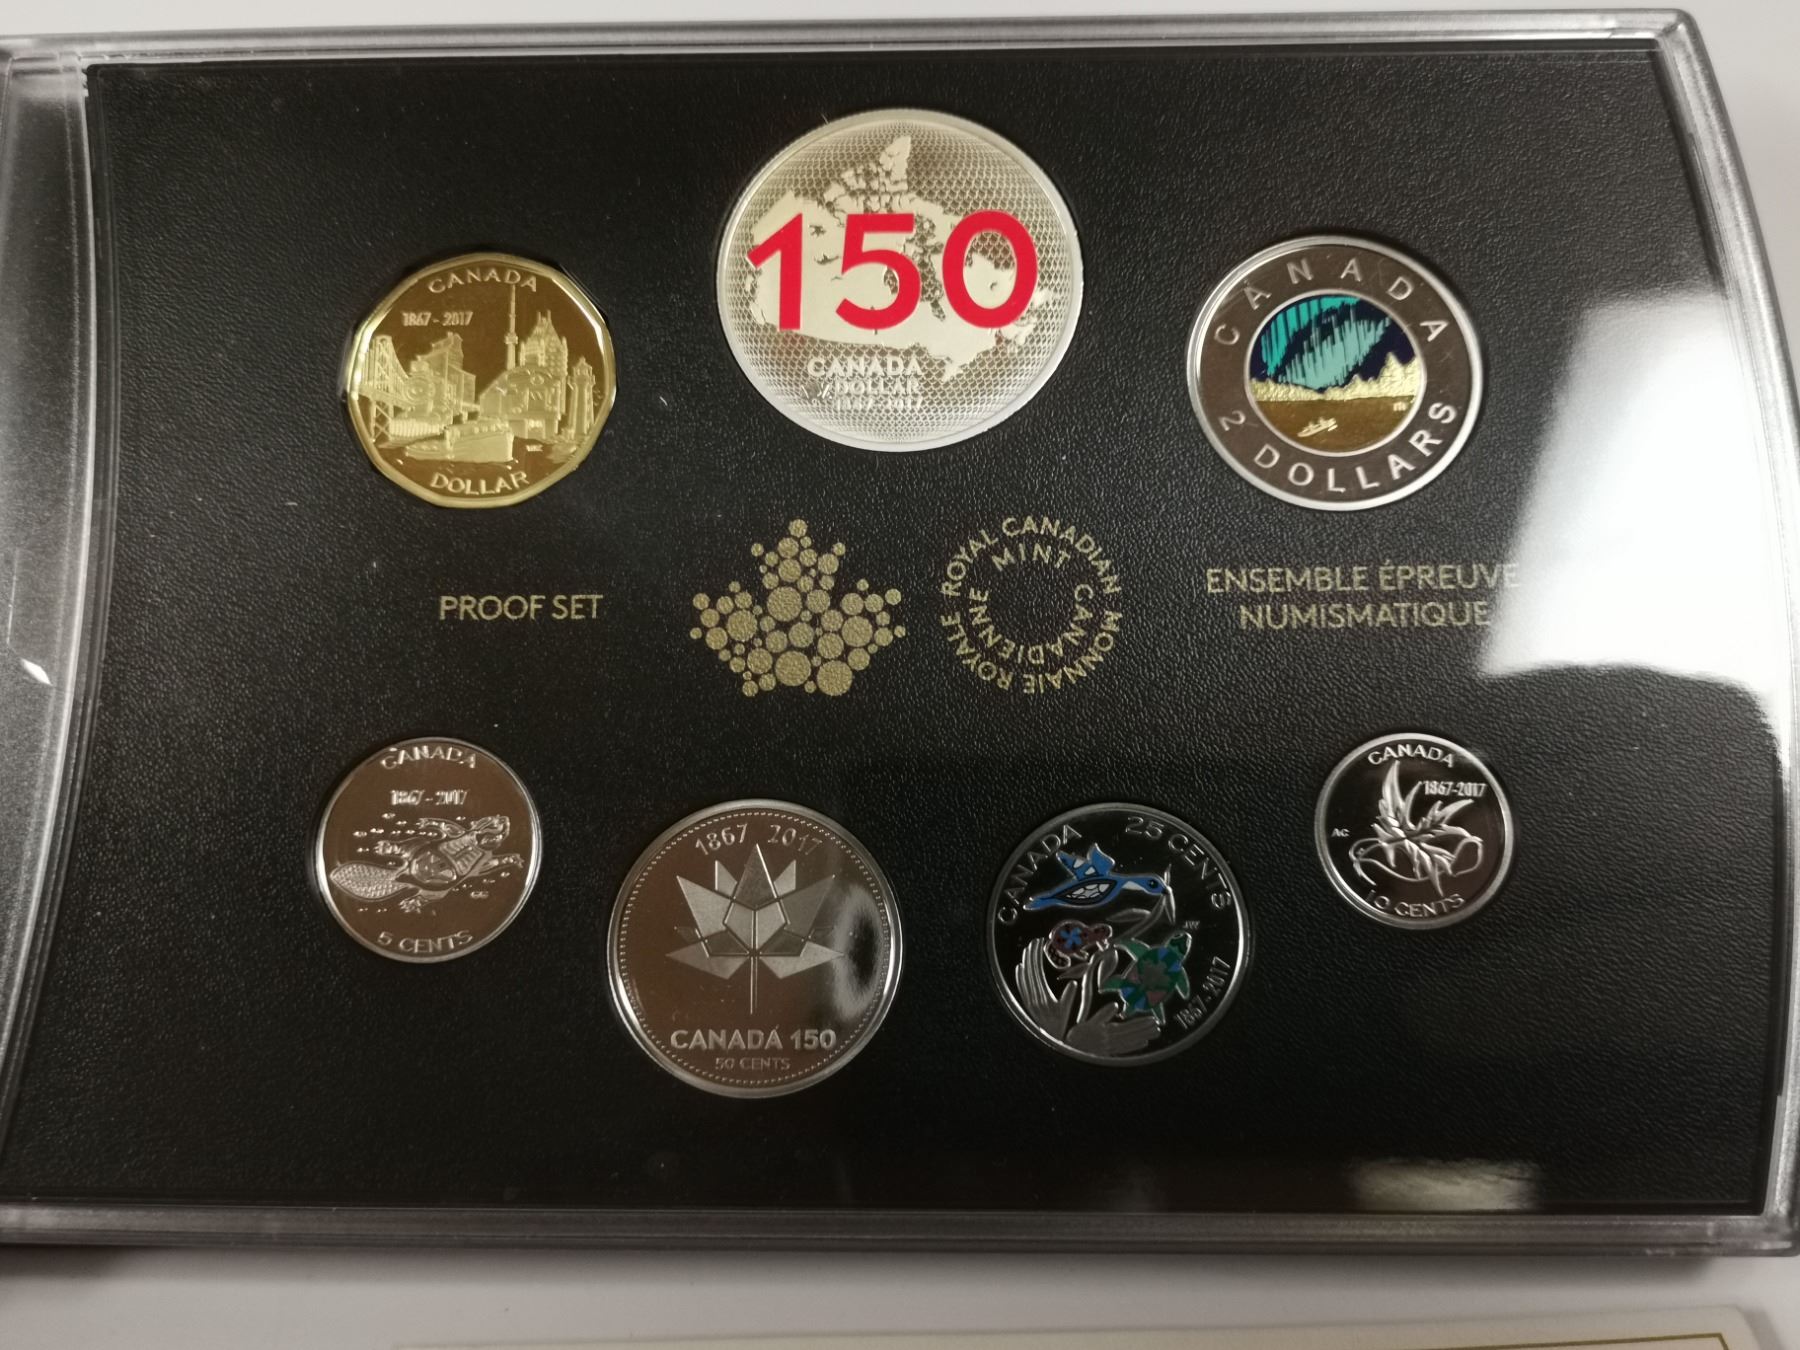 CANADA
1867-2017
DOLLAR
150
CANADA
DOLLAR
1867-2017
CANADA
2 DOLLARS
PROOF SET
ROYAL CANADIAN MINT
MONNAIE ROYALE CANADIENNE
ENSEMBLE ÉPREUVE
NUMISMATIQUE
CANADA
1867-2017
5 CENTS
1867 2017
CANADA 150
50 CENTS
CANADA
25 CENTS
JW
1867-2017
CANADA
1867-2017
AC
10 CENTS